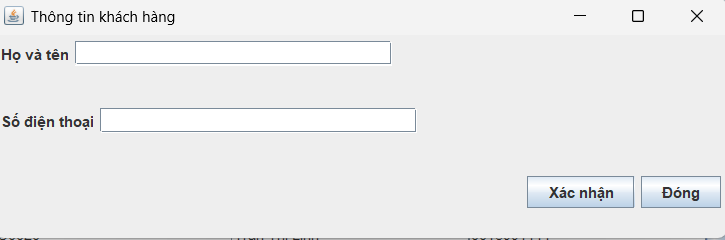 Thông tin khách hàng
Họ và tên
Số điện thoại
Xác nhận
Đóng